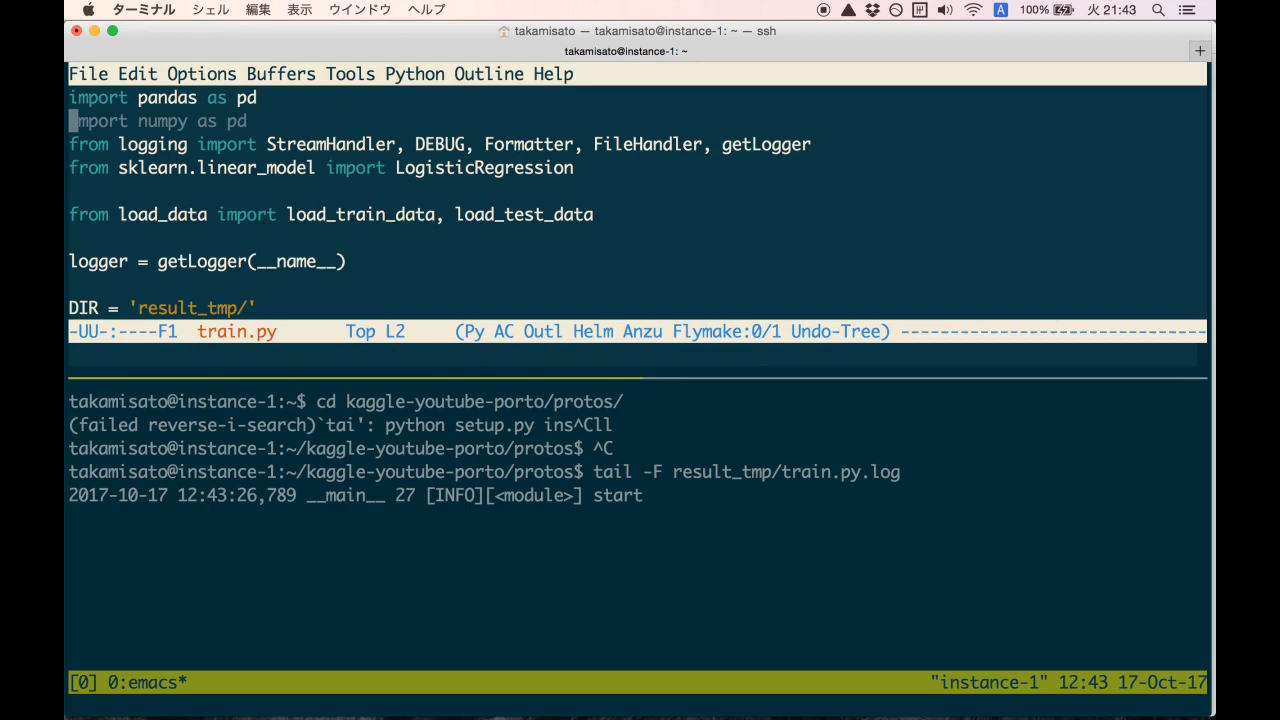 ターミナル シェル 編集 表示 ウインドウ ヘルプ A 100% 火 21:43
takamisato — takamisato@instance-1: ~ — ssh
takamisato@instance-1: ~
File Edit Options Buffers Tools Python Outline Help
import pandas as pd
mport numpy as pd
from logging import StreamHandler, DEBUG, Formatter, FileHandler, getLogger
from sklearn.linear_model import LogisticRegression
from load_data import load_train_data, load_test_data
logger = getLogger(__name__)
DIR = 'result_tmp/'
-UU-:----F1 train.py Top L2 (Py AC Outl Helm Anzu Flymake:0/1 Undo-Tree) -------------------------------
takamisato@instance-1:~$ cd kaggle-youtube-porto/protos/
(failed reverse-i-search)`tai': python setup.py ins^Cll
takamisato@instance-1:~/kaggle-youtube-porto/protos$ ^C
takamisato@instance-1:~/kaggle-youtube-porto/protos$ tail -F result_tmp/train.py.log
2017-10-17 12:43:26,789 __main__ 27 [INFO][<module>] start
[0] 0:emacs* "instance-1" 12:43 17-Oct-17